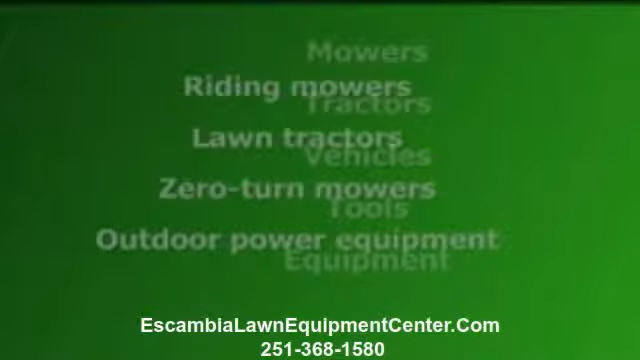 Mowers
Riding mowers
Tractors
Lawn tractors
Vehicles
Zero-turn mowers
Tools
Outdoor power equipment
Equipment
EscambiaLawnEquipmentCenter.Com
251-368-1580